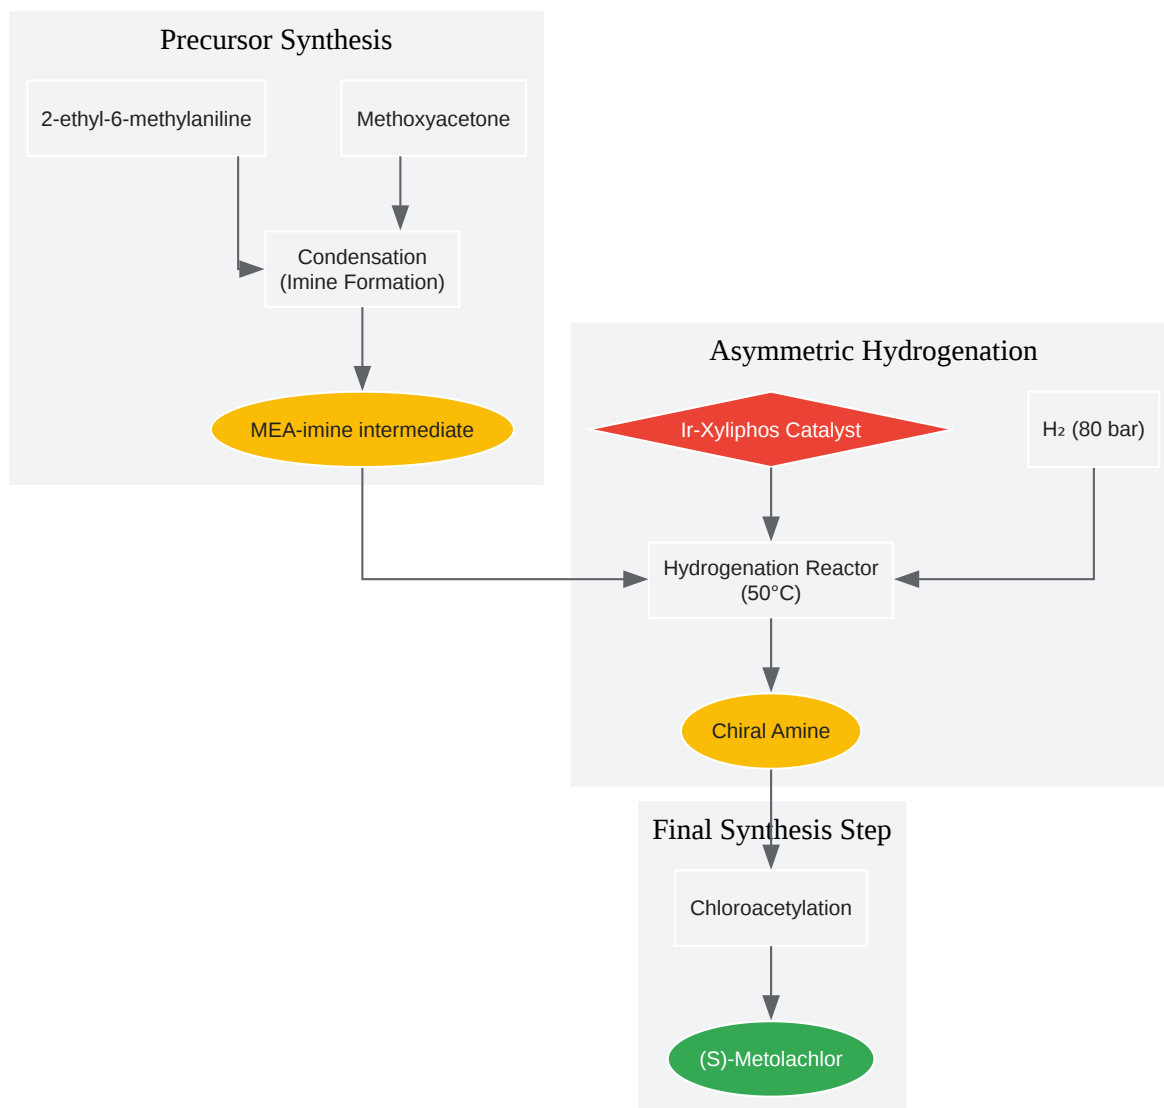 Precursor Synthesis
2-ethyl-6-methylaniline
Methoxyacetone
Condensation
(Imine Formation)
MEA-imine intermediate
Asymmetric Hydrogenation
Ir-Xyliphos Catalyst
H₂ (80 bar)
Hydrogenation Reactor
(50°C)
Chiral Amine
Final Synthesis Step
Chloroacetylation
(S)-Metolachlor